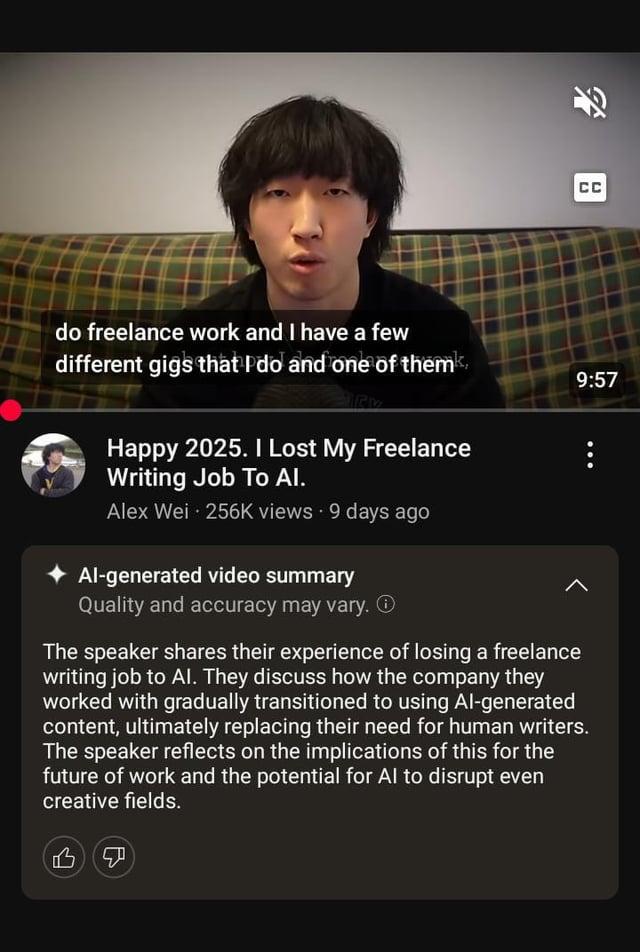 CC
do freelance work and I have a few
different gigs that I do and one of them
9:57
Happy 2025. I Lost My Freelance
Writing Job To AI.
Alex Wei · 256K views · 9 days ago
AI-generated video summary
Quality and accuracy may vary.
The speaker shares their experience of losing a freelance
writing job to AI. They discuss how the company they
worked with gradually transitioned to using AI-generated
content, ultimately replacing their need for human writers.
The speaker reflects on the implications of this for the
future of work and the potential for AI to disrupt even
creative fields.